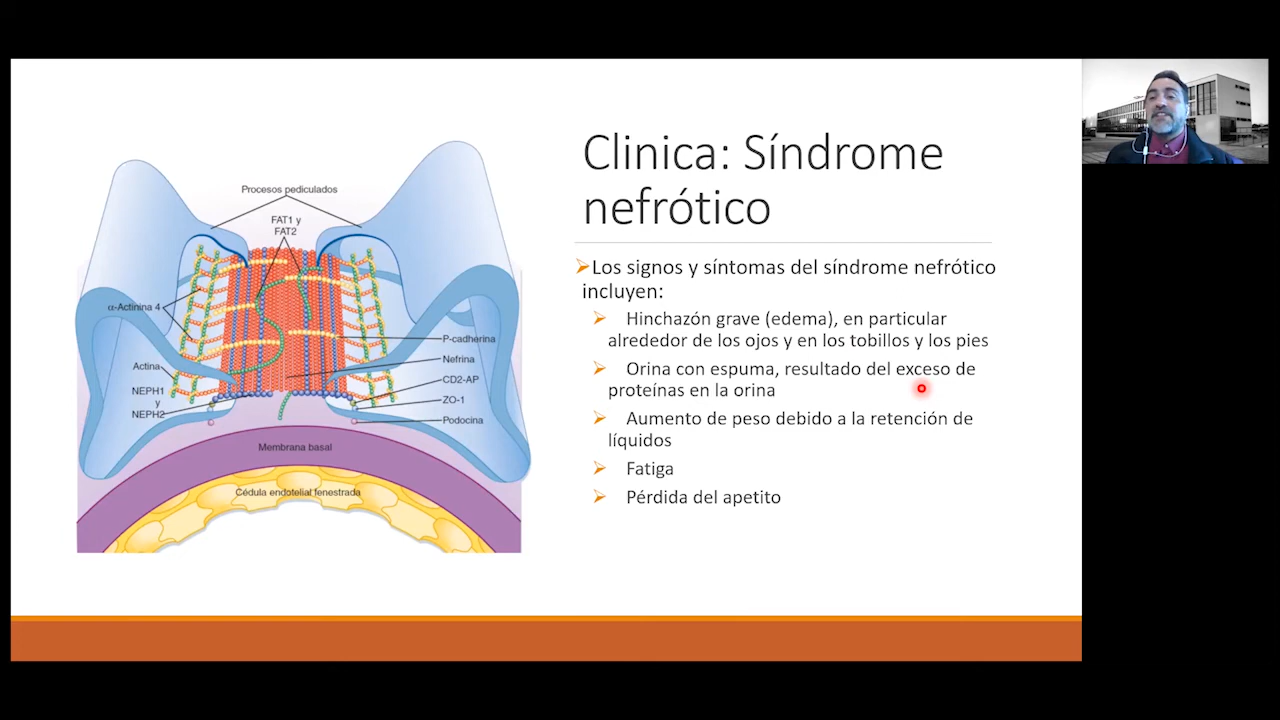 Clinica: Síndrome
nefrótico
➢Los signos y síntomas del síndrome nefrótico
incluyen:
➢ Hinchazón grave (edema), en particular
alrededor de los ojos y en los tobillos y los pies
➢ Orina con espuma, resultado del exceso de
proteínas en la orina
➢ Aumento de peso debido a la retención de
líquidos
➢ Fatiga
➢ Pérdida del apetito
Procesos pediculados
FAT1 y
FAT2
α-Actinina 4
P-cadherina
Nefrina
Actina
CD2-AP
NEPH1
y
NEPH2
ZO-1
Podocina
Membrana basal
Cédula endotelial fenestrada